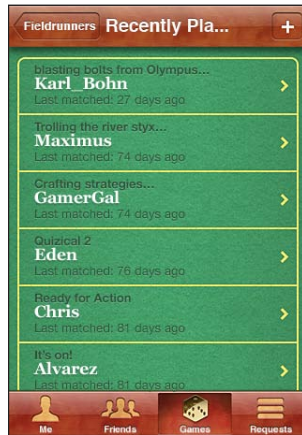 Fieldrunners Recently Pla... +
blasting bolts from Olympus...
Karl_Bohn
Last matched: 27 days ago
Trolling the river styx...
Maximus
Last matched: 74 days ago
Crafting strategies...
GamerGal
Last matched: 74 days ago
Quizical 2
Eden
Last matched: 76 days ago
Ready for Action
Chris
Last matched: 81 days ago
It's on!
Alvarez
Last matched: 81 days ago
Me Friends Games Requests